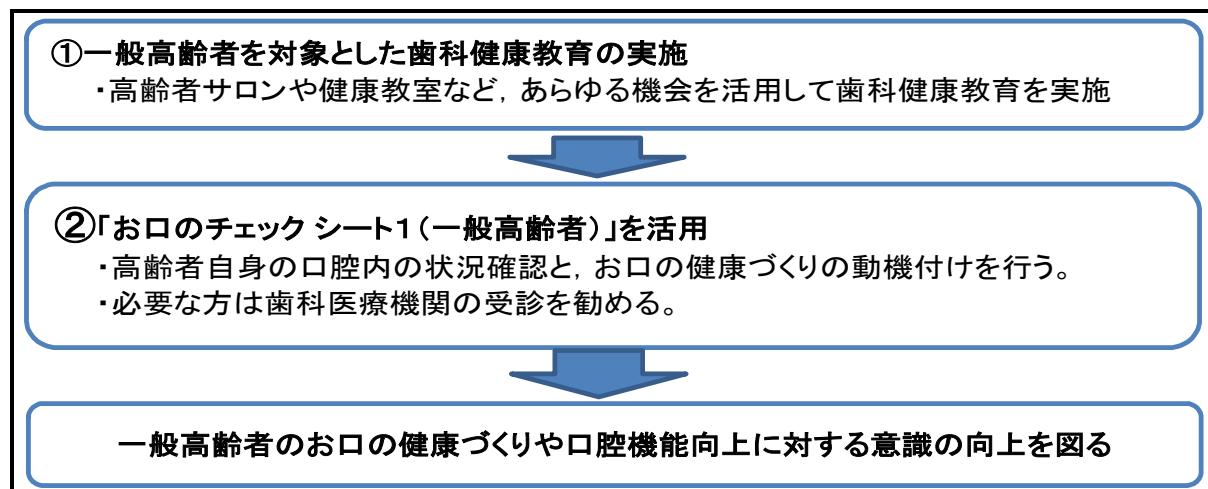 ①一般高齢者を対象とした歯科健康教育の実施
・高齢者サロンや健康教室など，あらゆる機会を活用して歯科健康教育を実施
②「お口のチェック シート１（一般高齢者）」を活用
・高齢者自身の口腔内の状況確認と，お口の健康づくりの動機付けを行う。
・必要な方は歯科医療機関の受診を勧める。
一般高齢者のお口の健康づくりや口腔機能向上に対する意識の向上を図る